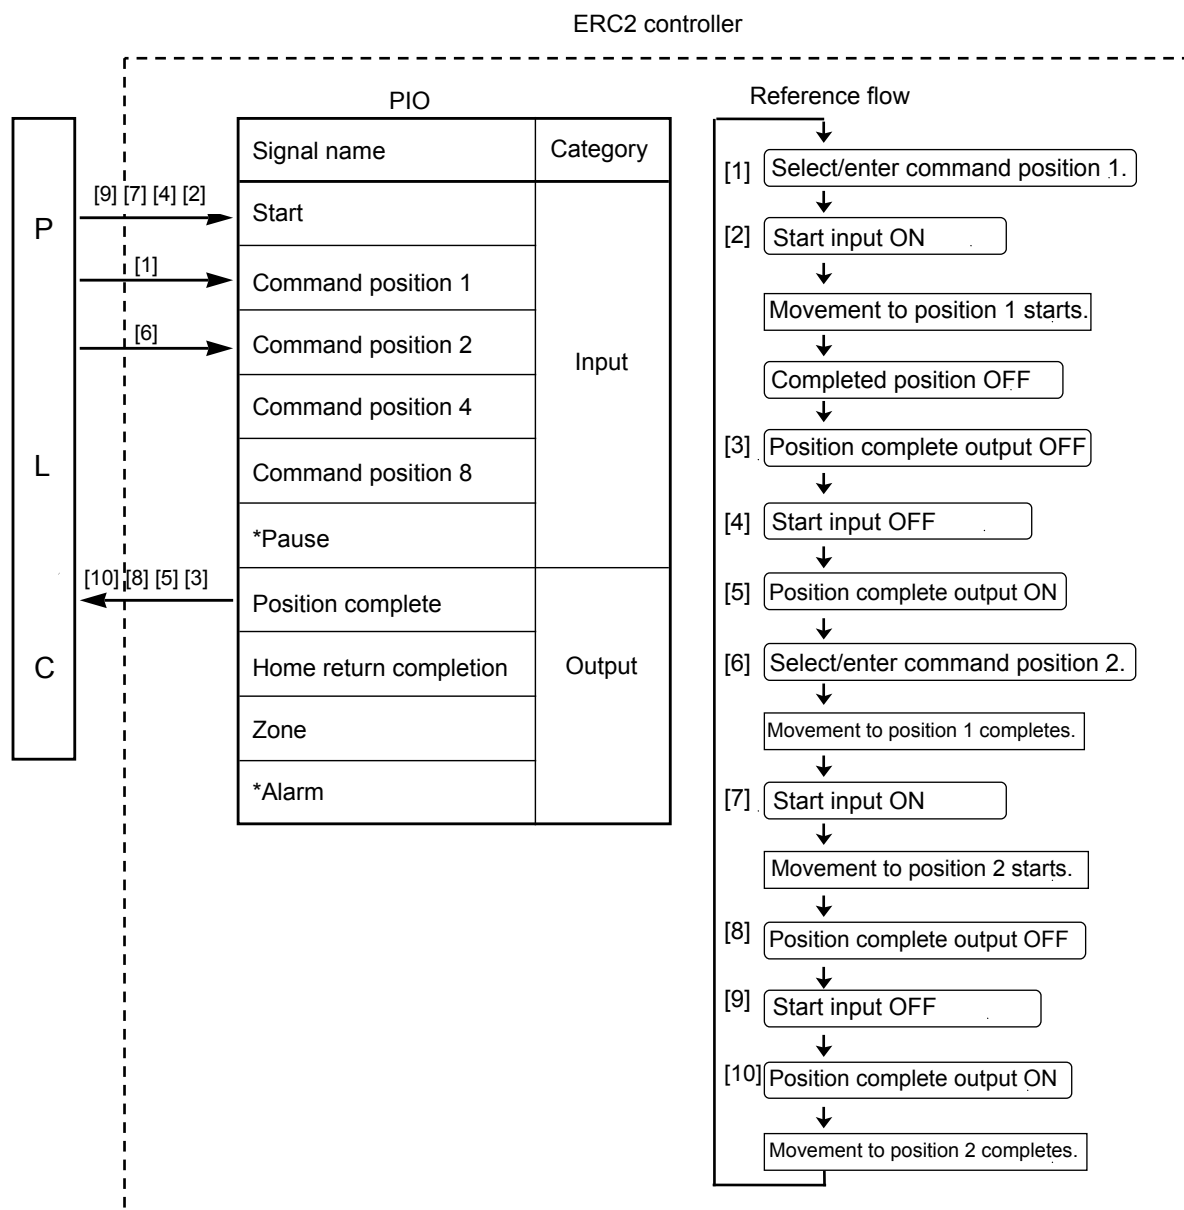 ERC2 controller
PIO
Reference flow
P
L
C
Signal name
Category
[9] [7] [4] [2]
Start
[1]
Command position 1
[6]
Command position 2
Input
Command position 4
Command position 8
*Pause
[10] [8] [5] [3]
Position complete
Home return completion
Output
Zone
*Alarm
[1] Select/enter command position 1.
[2] Start input ON
Movement to position 1 starts.
Completed position OFF
[3] Position complete output OFF
[4] Start input OFF
[5] Position complete output ON
[6] Select/enter command position 2.
Movement to position 1 completes.
[7] Start input ON
Movement to position 2 starts.
[8] Position complete output OFF
[9] Start input OFF
[10] Position complete output ON
Movement to position 2 completes.